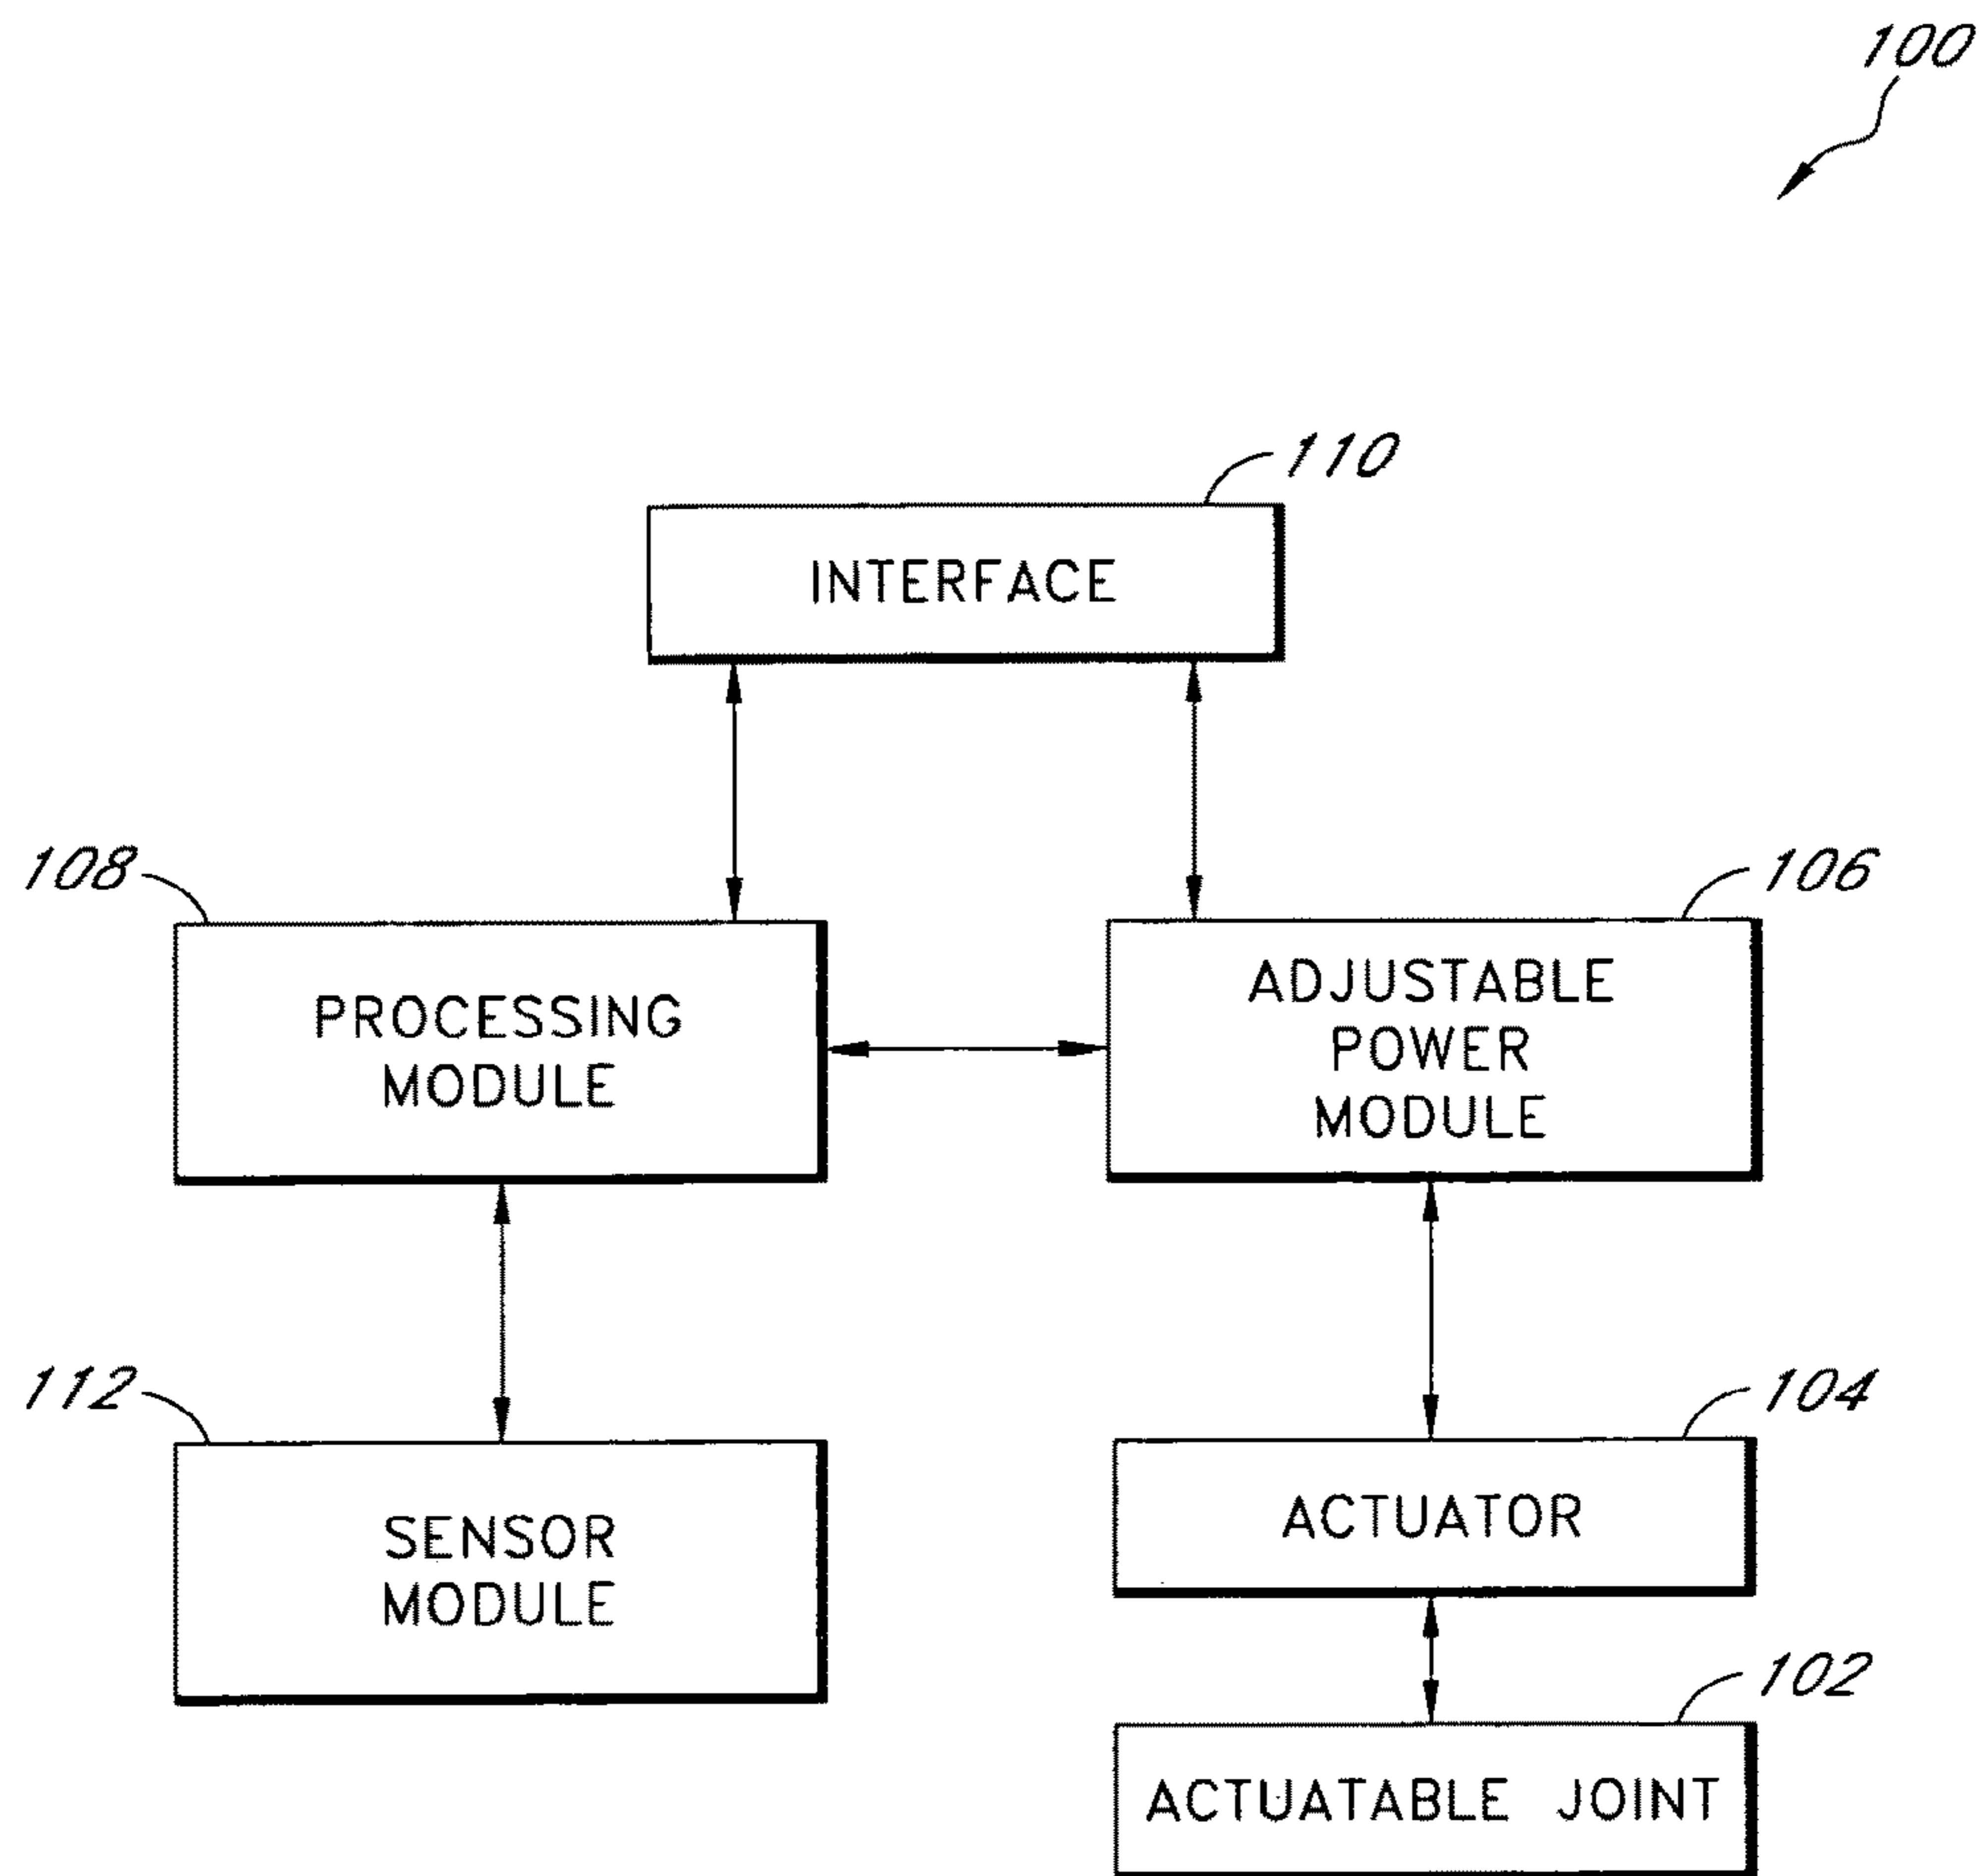 100
110
INTERFACE
108
106
PROCESSING
MODULE
ADJUSTABLE
POWER
MODULE
112
104
SENSOR
MODULE
ACTUATOR
102
ACTUATABLE JOINT